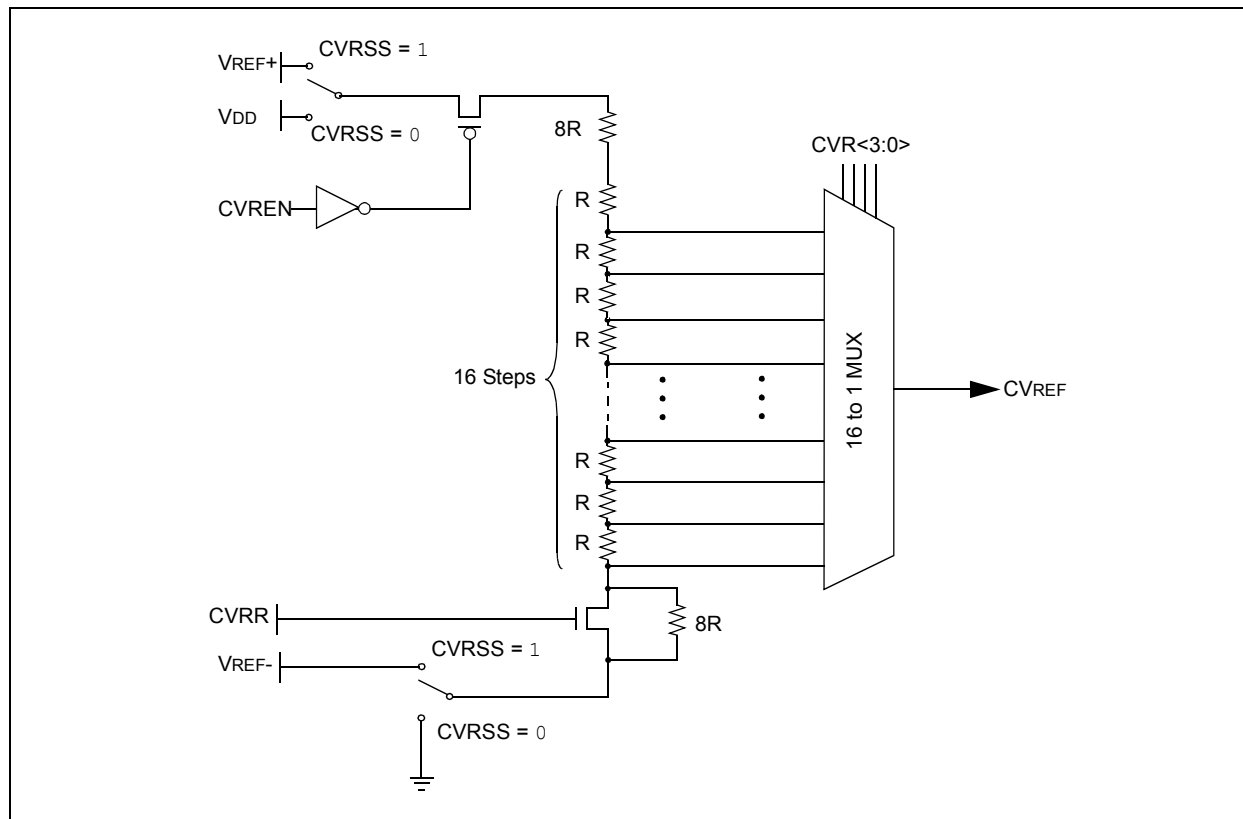 CVRSS = 1
VREF+
VDD
CVRSS = 0
8R
CVR<3:0>
CVREN
R
R
R
R
16 Steps
16 to 1 MUX
CVREF
R
R
R
CVRR
8R
CVRSS = 1
VREF-
CVRSS = 0